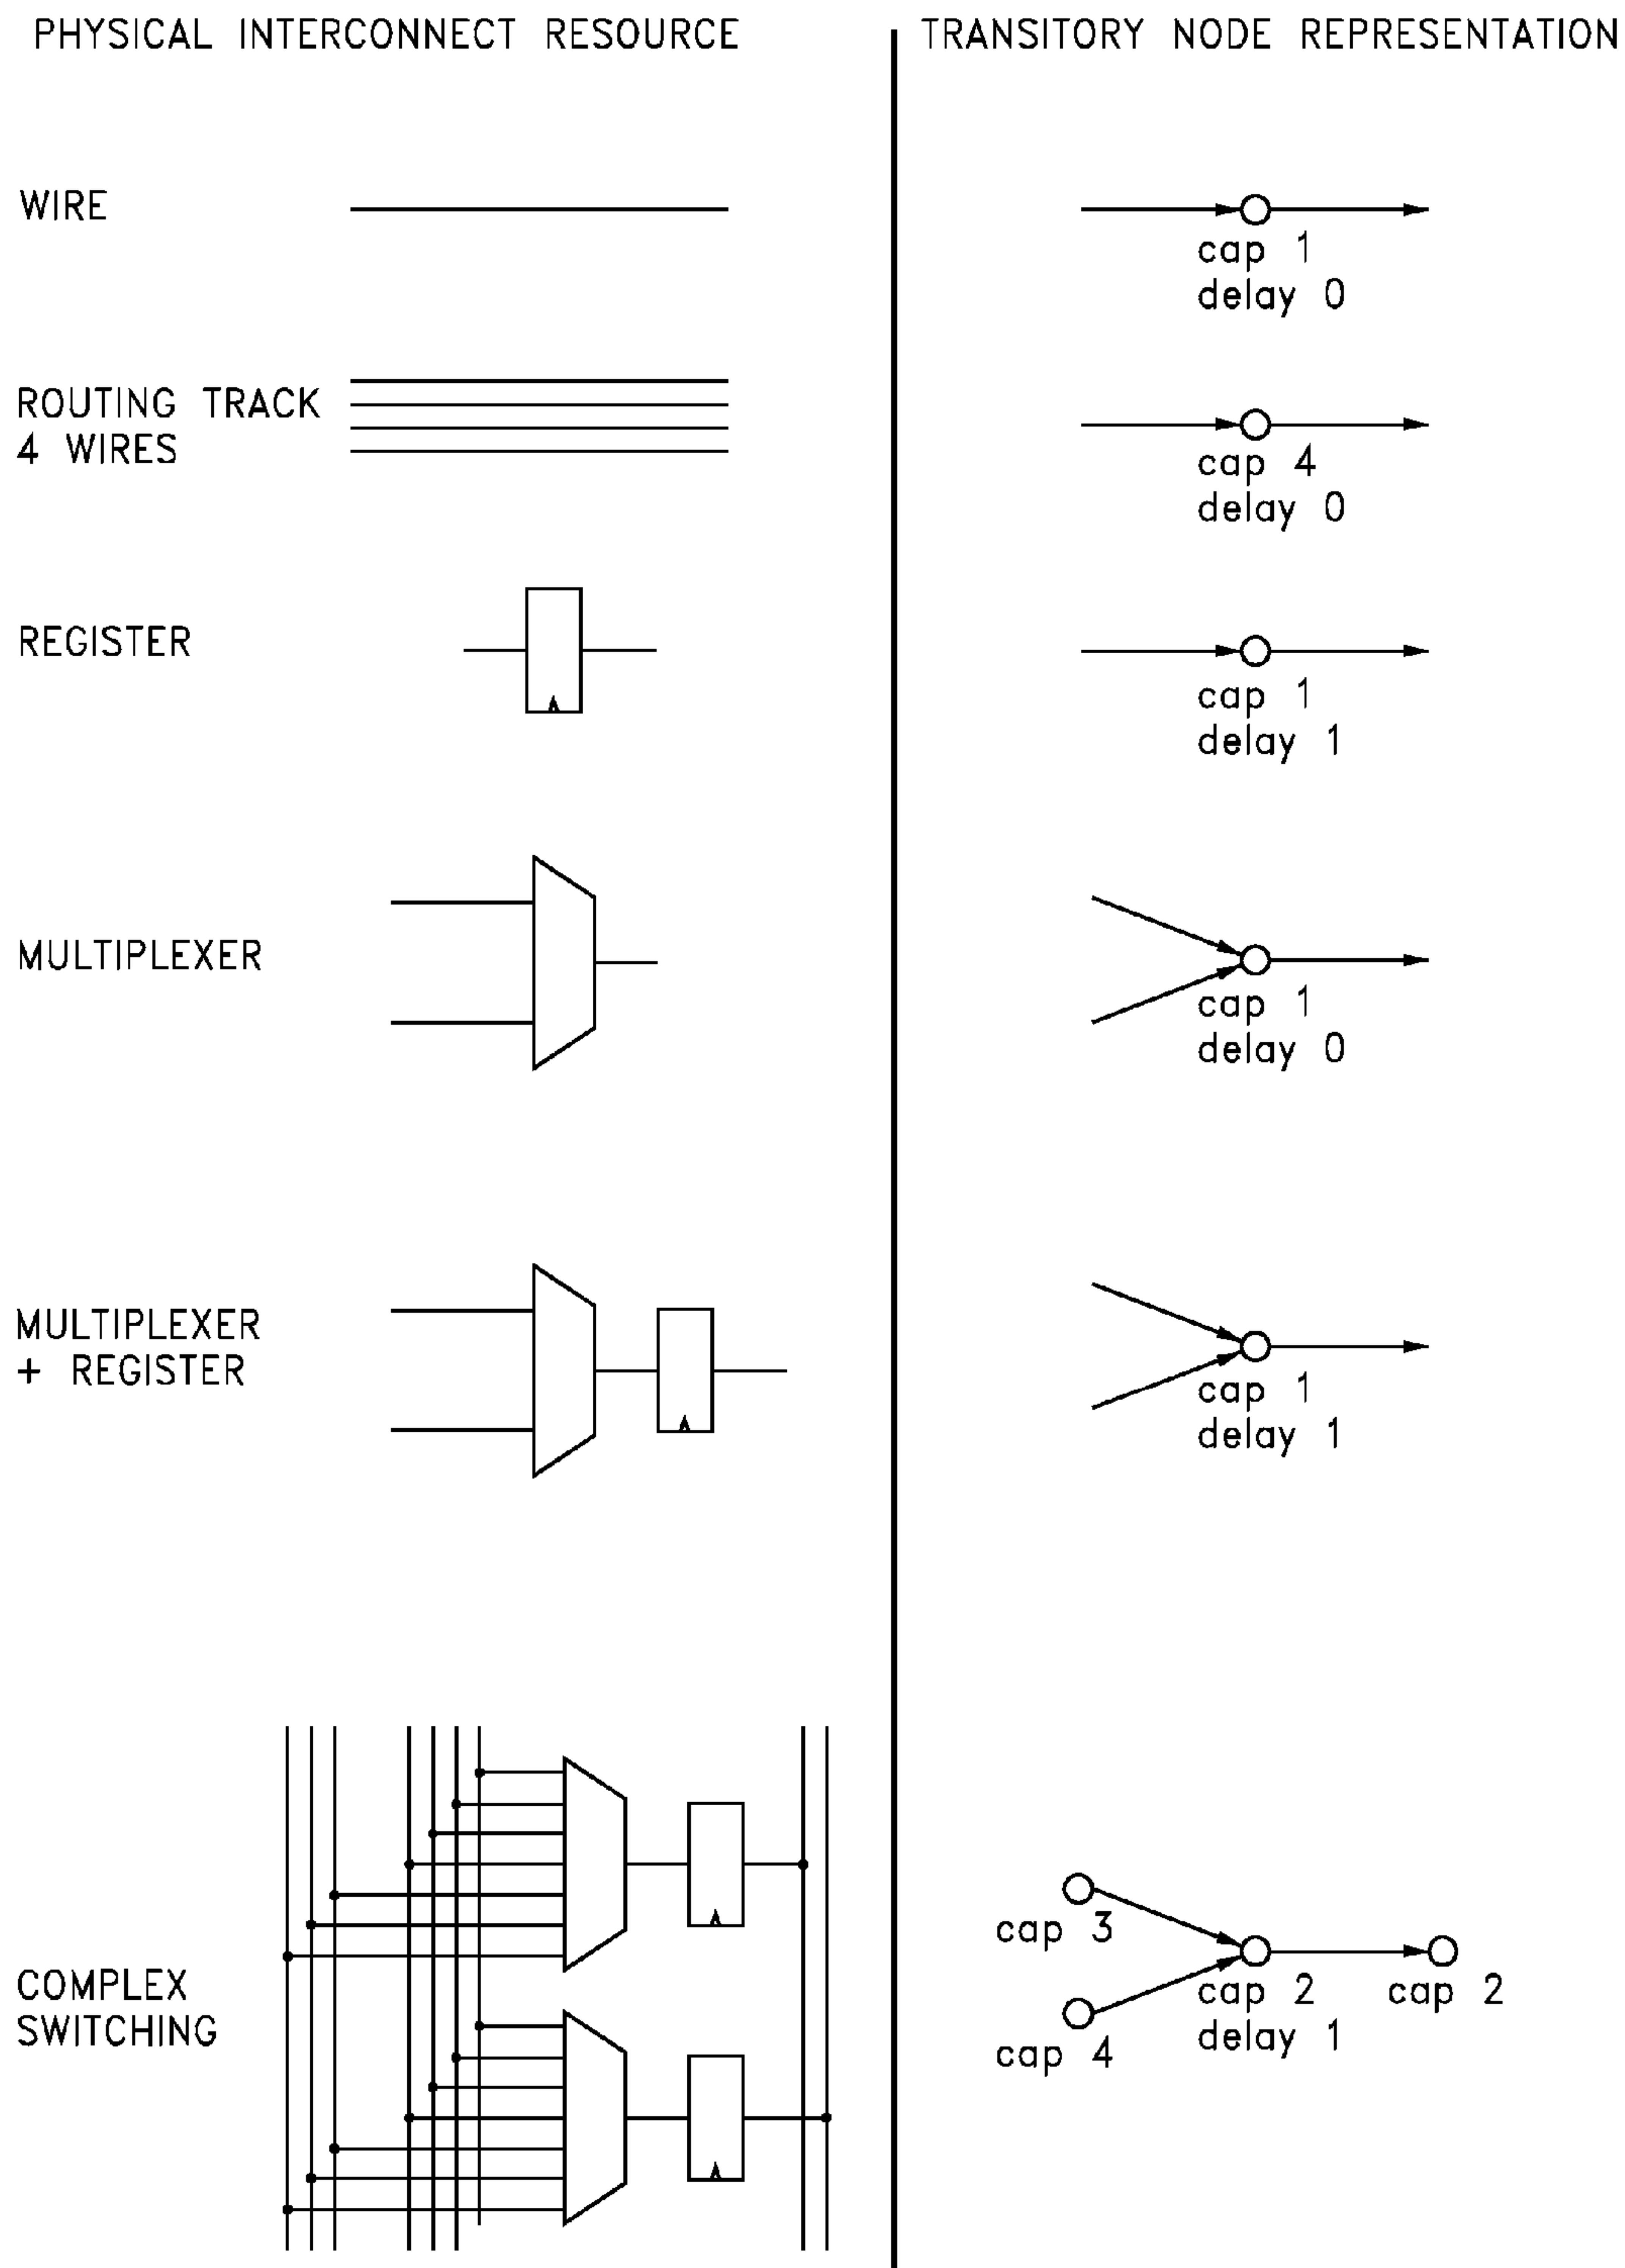 PHYSICAL INTERCONNECT RESOURCE
TRANSITORY NODE REPRESENTATION
WIRE
cap 1
delay 0
ROUTING TRACK
4 WIRES
cap 4
delay 0
REGISTER
cap 1
delay 1
MULTIPLEXER
cap 1
delay 0
MULTIPLEXER
+ REGISTER
cap 1
delay 1
COMPLEX
SWITCHING
cap 3
cap 4
cap 2
delay 1
cap 2